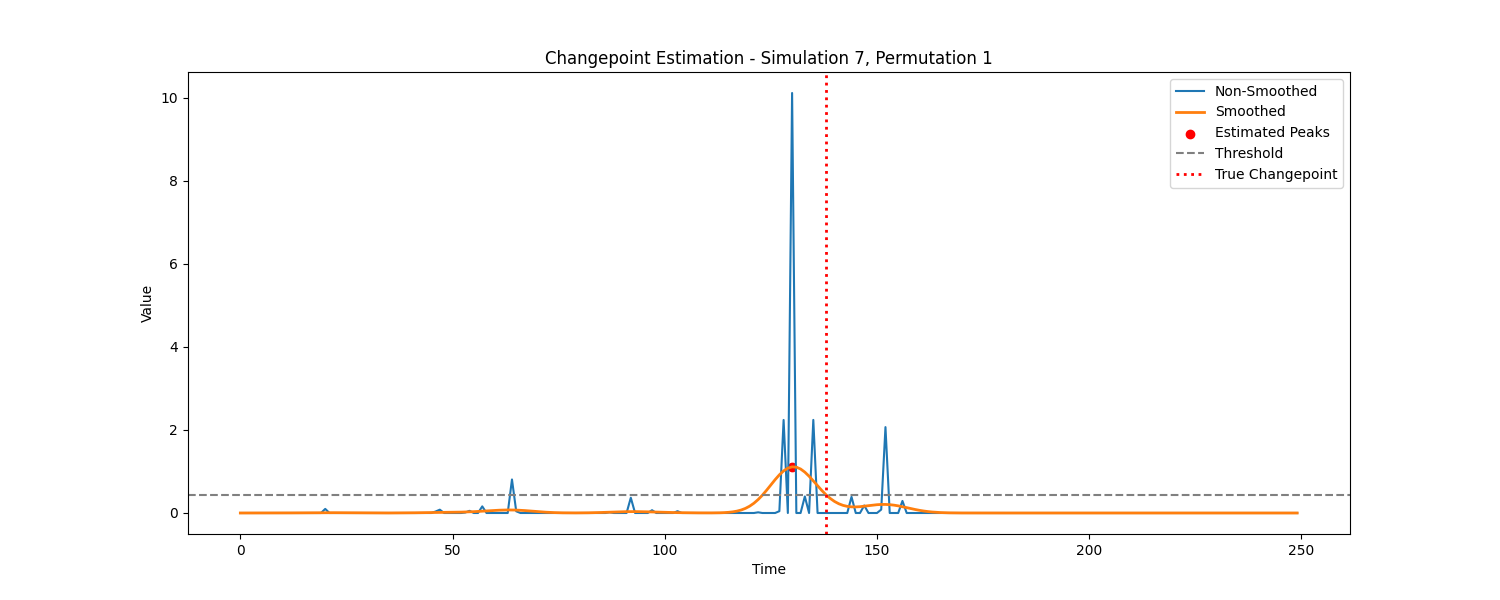 Changepoint Estimation - Simulation 7, Permutation 1
Non-Smoothed
Smoothed
Estimated Peaks
Threshold
True Changepoint
10
8
6
4
2
0
Value
0 50 100 150 200 250
Time